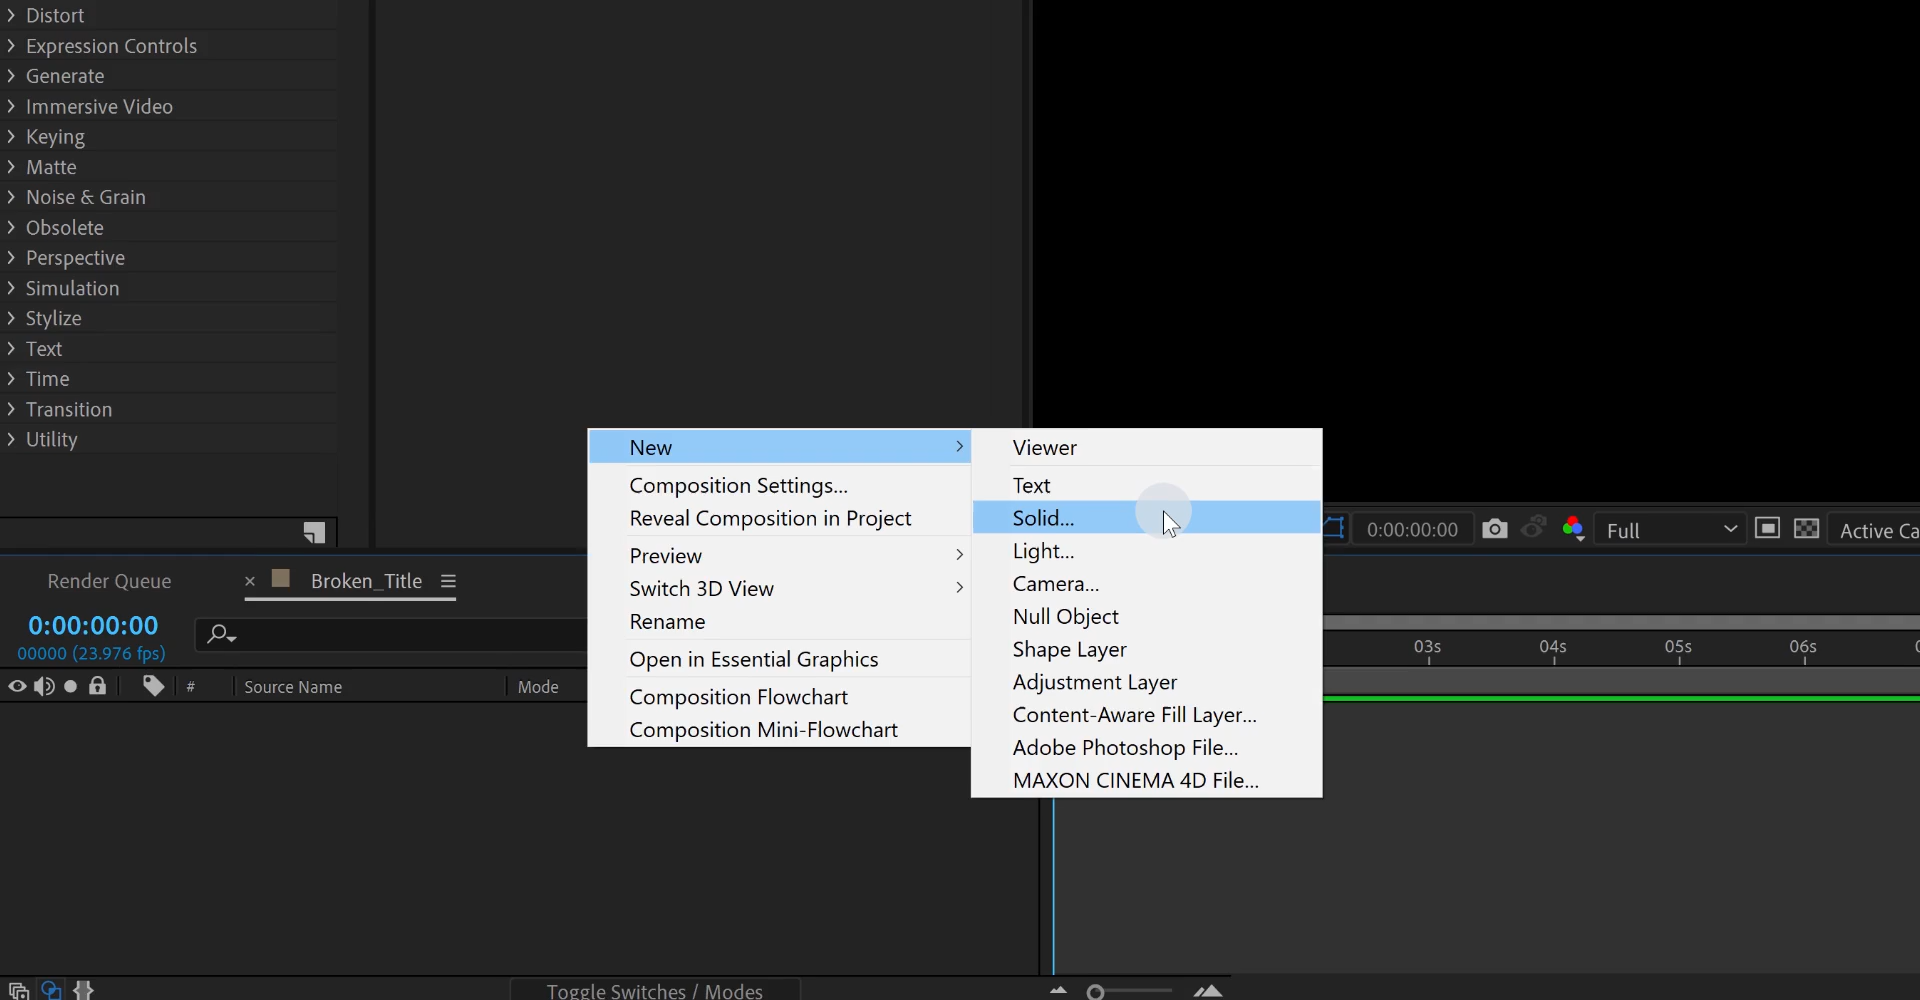 Distort
Expression Controls
Generate
Immersive Video
Keying
Matte
Noise & Grain
Obsolete
Perspective
Simulation
Stylize
Text
Time
Transition
Utility
New
Composition Settings...
Reveal Composition in Project
Preview
Switch 3D View
Rename
Open in Essential Graphics
Composition Flowchart
Composition Mini-Flowchart
Viewer
Text
Solid...
Light...
Camera...
Null Object
Shape Layer
Adjustment Layer
Content-Aware Fill Layer...
Adobe Photoshop File...
MAXON CINEMA 4D File...
0:00:00:00 Full Active Ca
Render Queue × Broken_Title
0:00:00:00
00000 (23.976 fps)
03s 04s 05s 06s
# Source Name Mode
Toggle Switches / Modes